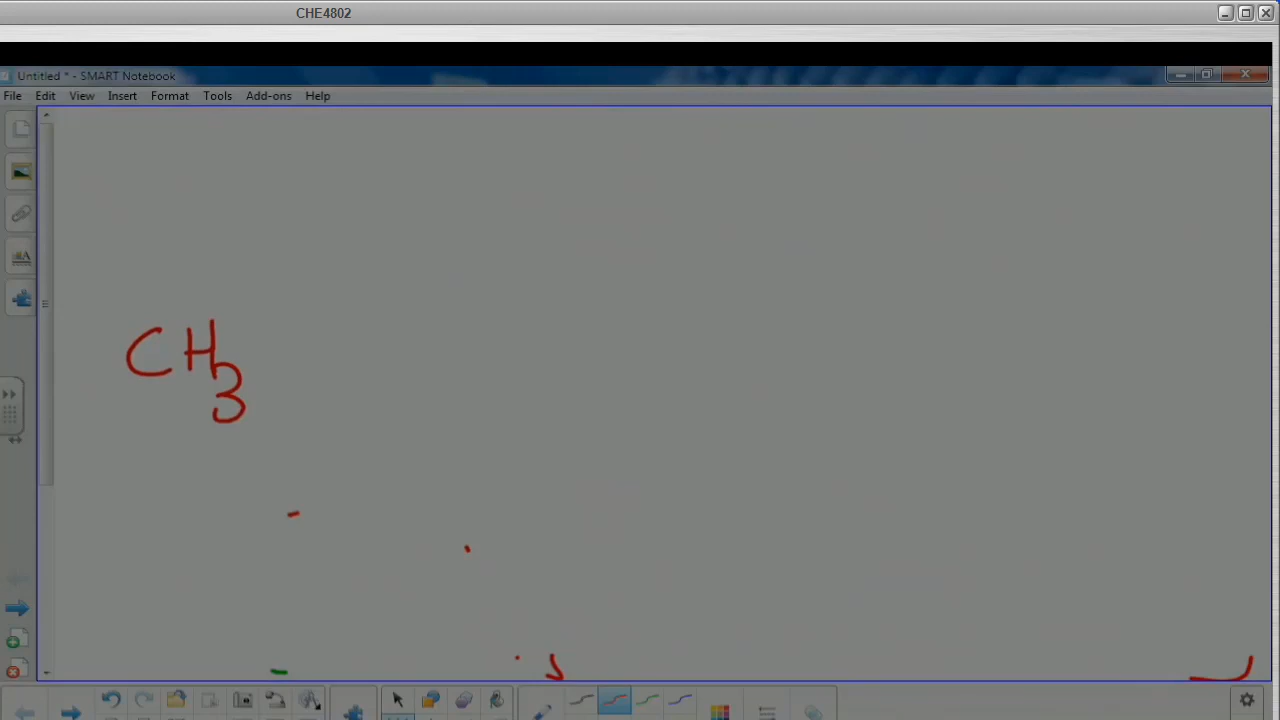 CHE4802
Untitled * - SMART Notebook
File Edit View Insert Format Tools Add-ons Help
CH3